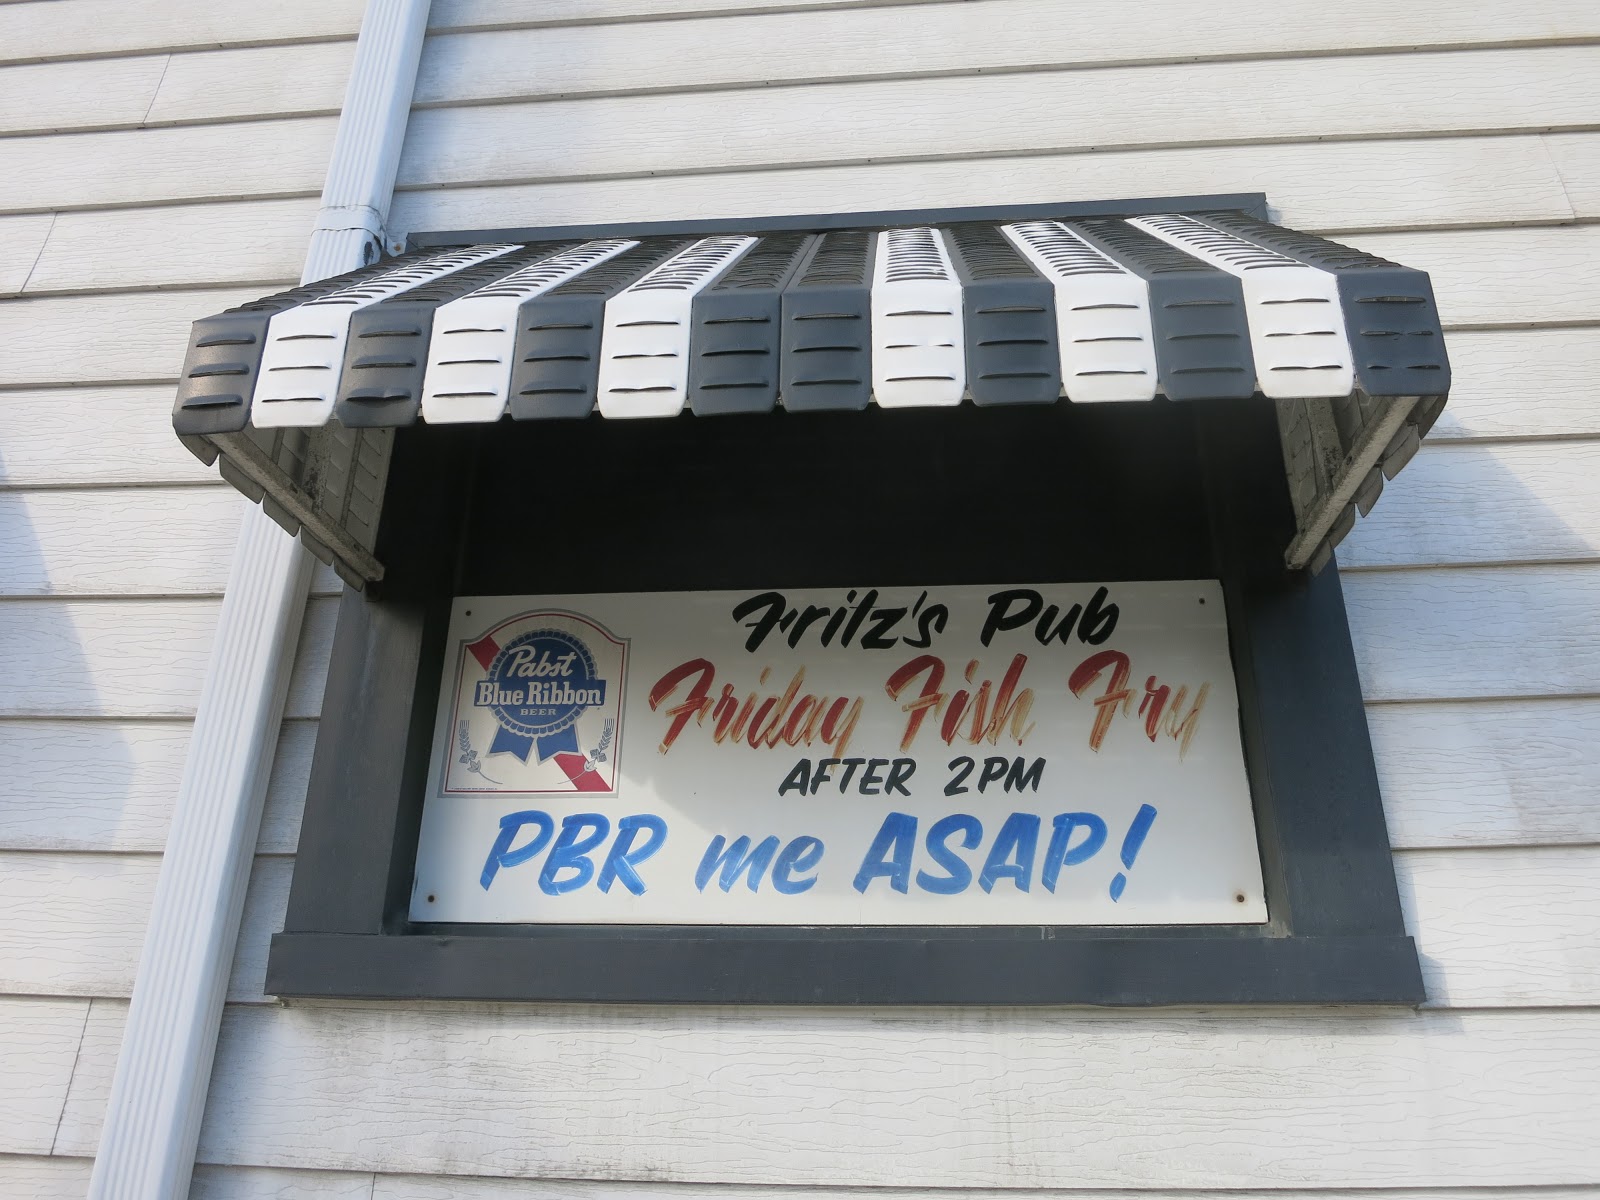 Fritz's Pub
Pabst
Blue Ribbon
BEER
Friday Fish Fry
AFTER 2PM
PBR me ASAP!